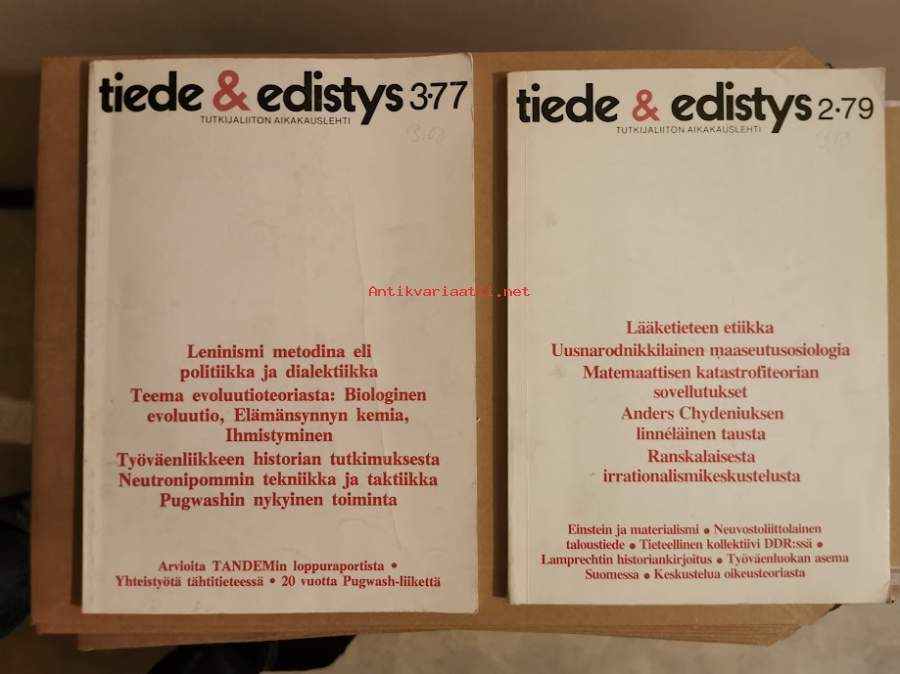 tiede & edistys 3·77
TUTKIJALIITON AIKAKAUSLEHTI
Leninismi metodina eli
politiikka ja dialektiikka
Teema evoluutioteoriasta: Biologinen
evoluutio, Elämänsynnyn kemia,
Ihmistyminen
Työväenliikkeen historian tutkimuksesta
Neutronipommin tekniikka ja taktiikka
Pugwashin nykyinen toiminta
Arvioita TANDEMin loppuraportista •
Yhteistyötä tähtitieteessä • 20 vuotta Pugwash-liikettä
tiede & edistys 2·79
TUTKIJALIITON AIKAKAUSLEHTI
Lääketieteen etiikka
Uusnarodnikkilainen maaseutusosiologia
Matemaattisen katastrofiteorian
sovellutukset
Anders Chydeniuksen
linnéläinen tausta
Ranskalaisesta
irrationalismikeskustelusta
Einstein ja materialismi • Neuvostoliittolainen
taloustiede • Tieteellinen kollektiivi DDR:ssä •
Lamprechtin historiankirjoitus • Työväenluokan asema
Suomessa • Keskustelua oikeusteoriasta
Antikvariaatti.net